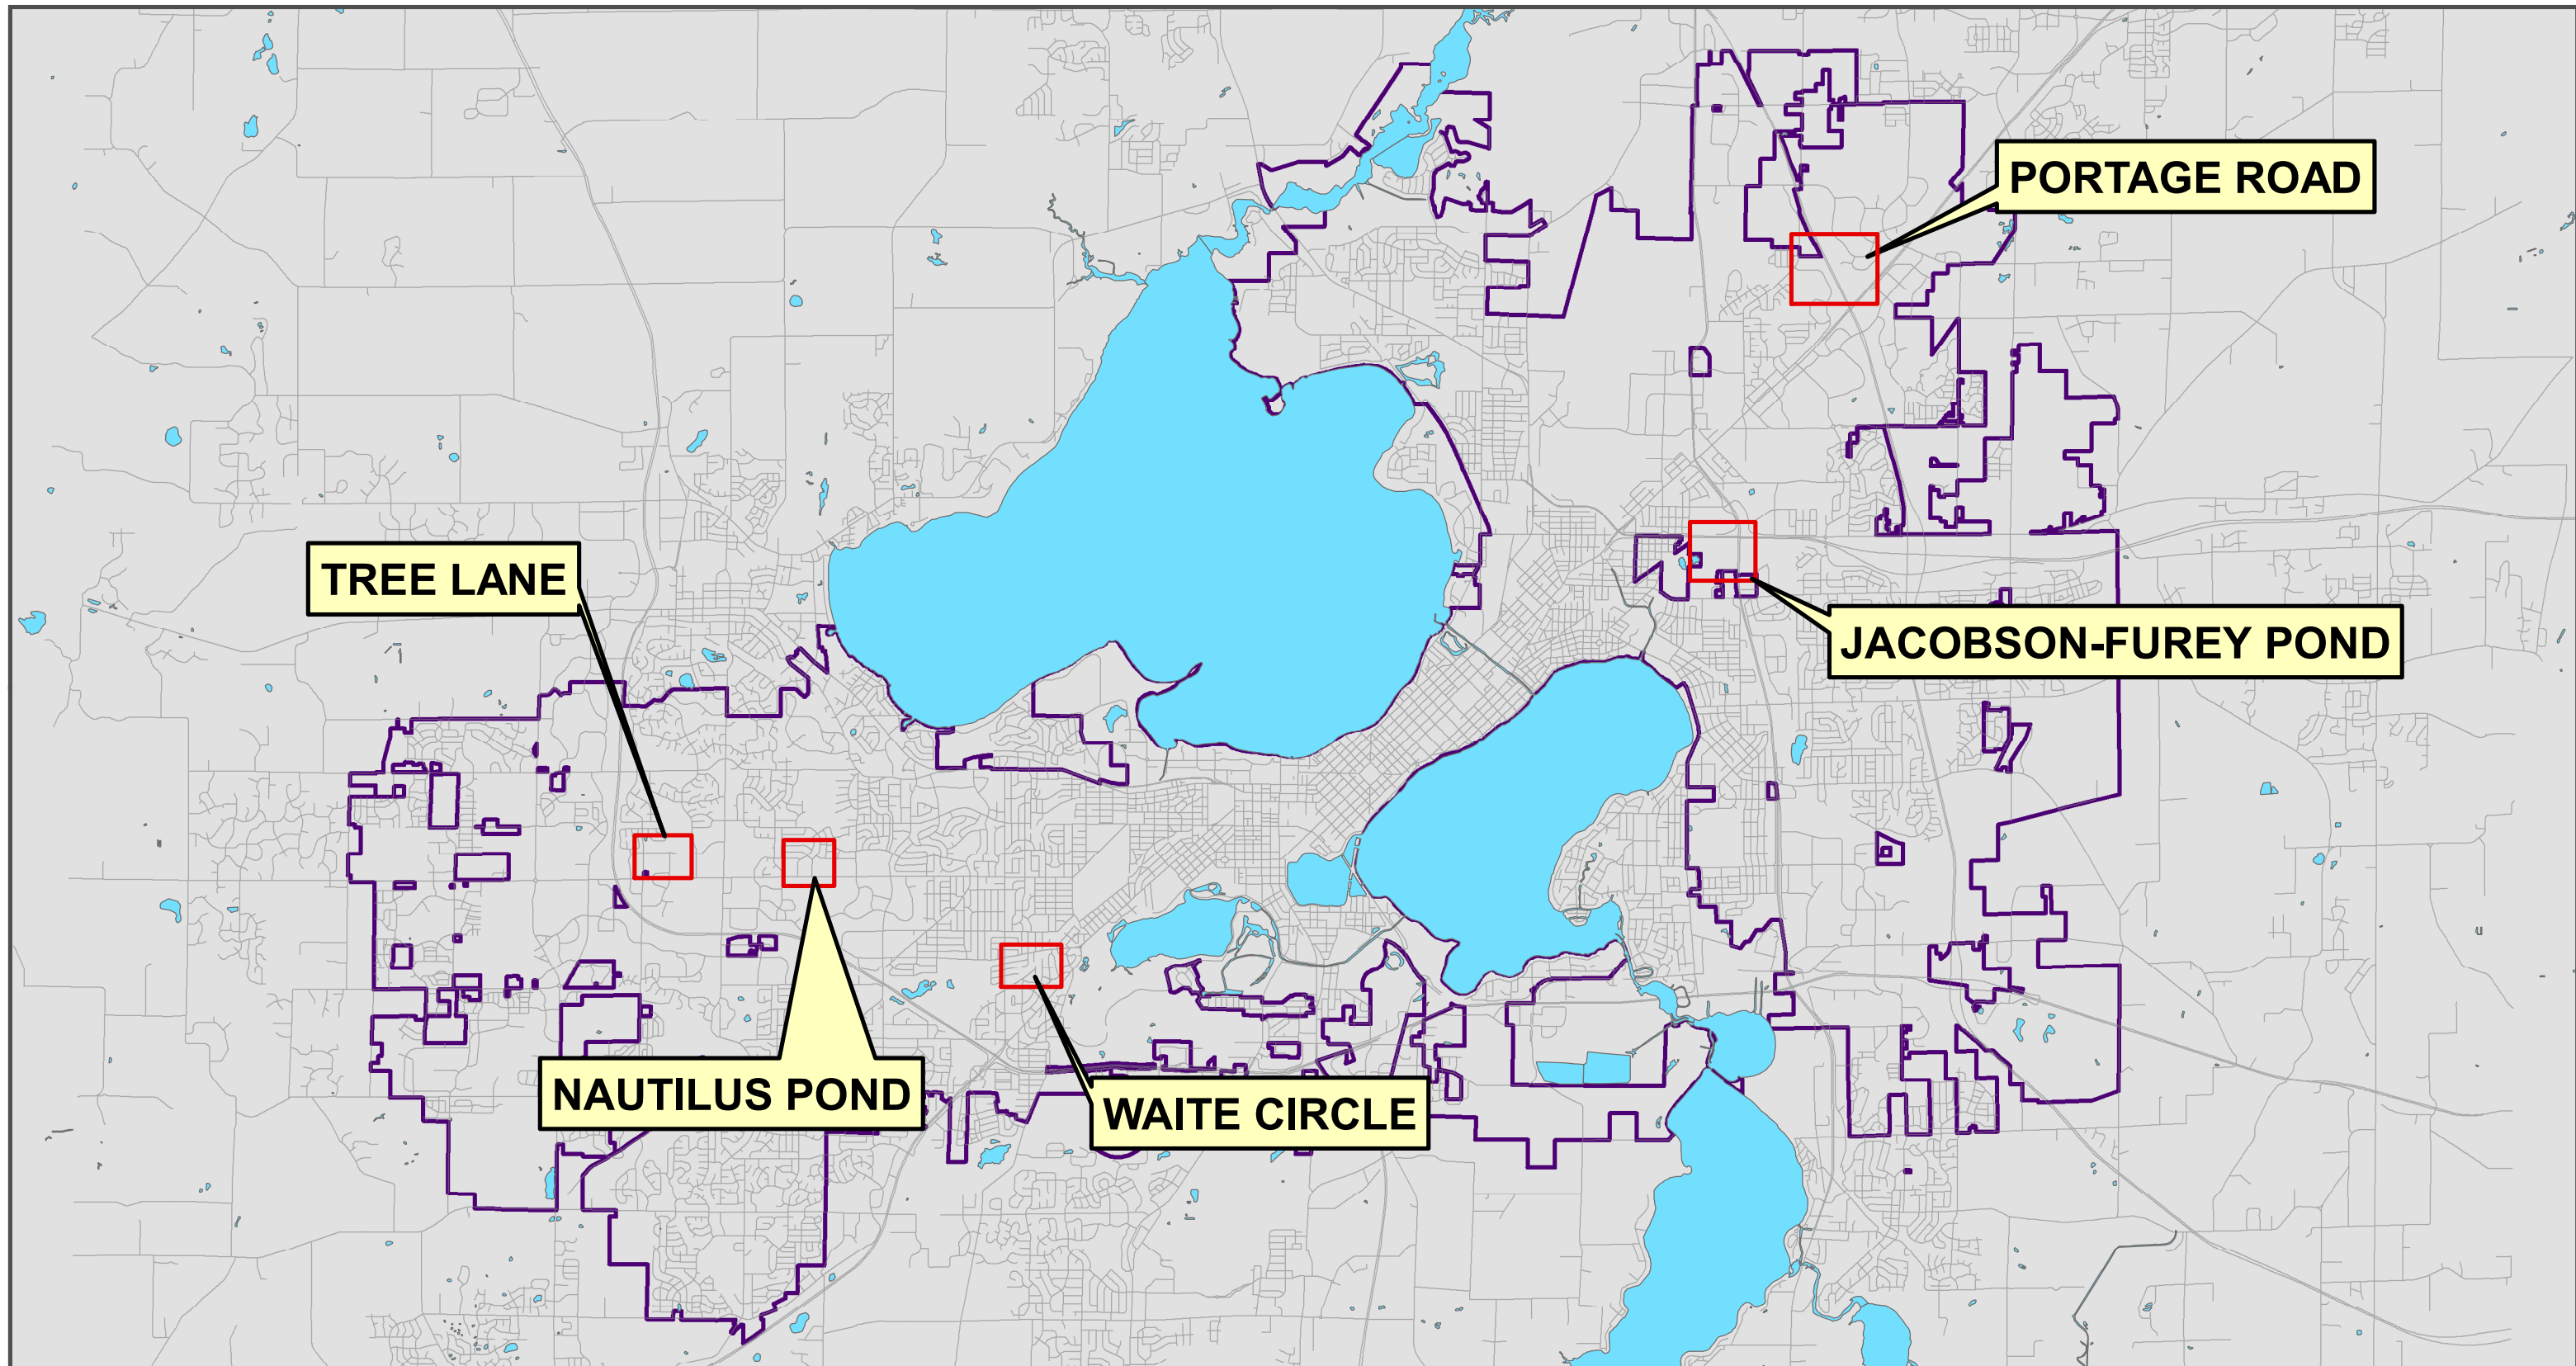 PORTAGE ROAD
TREE LANE
JACOBSON-FUREY POND
NAUTILUS POND
WAITE CIRCLE